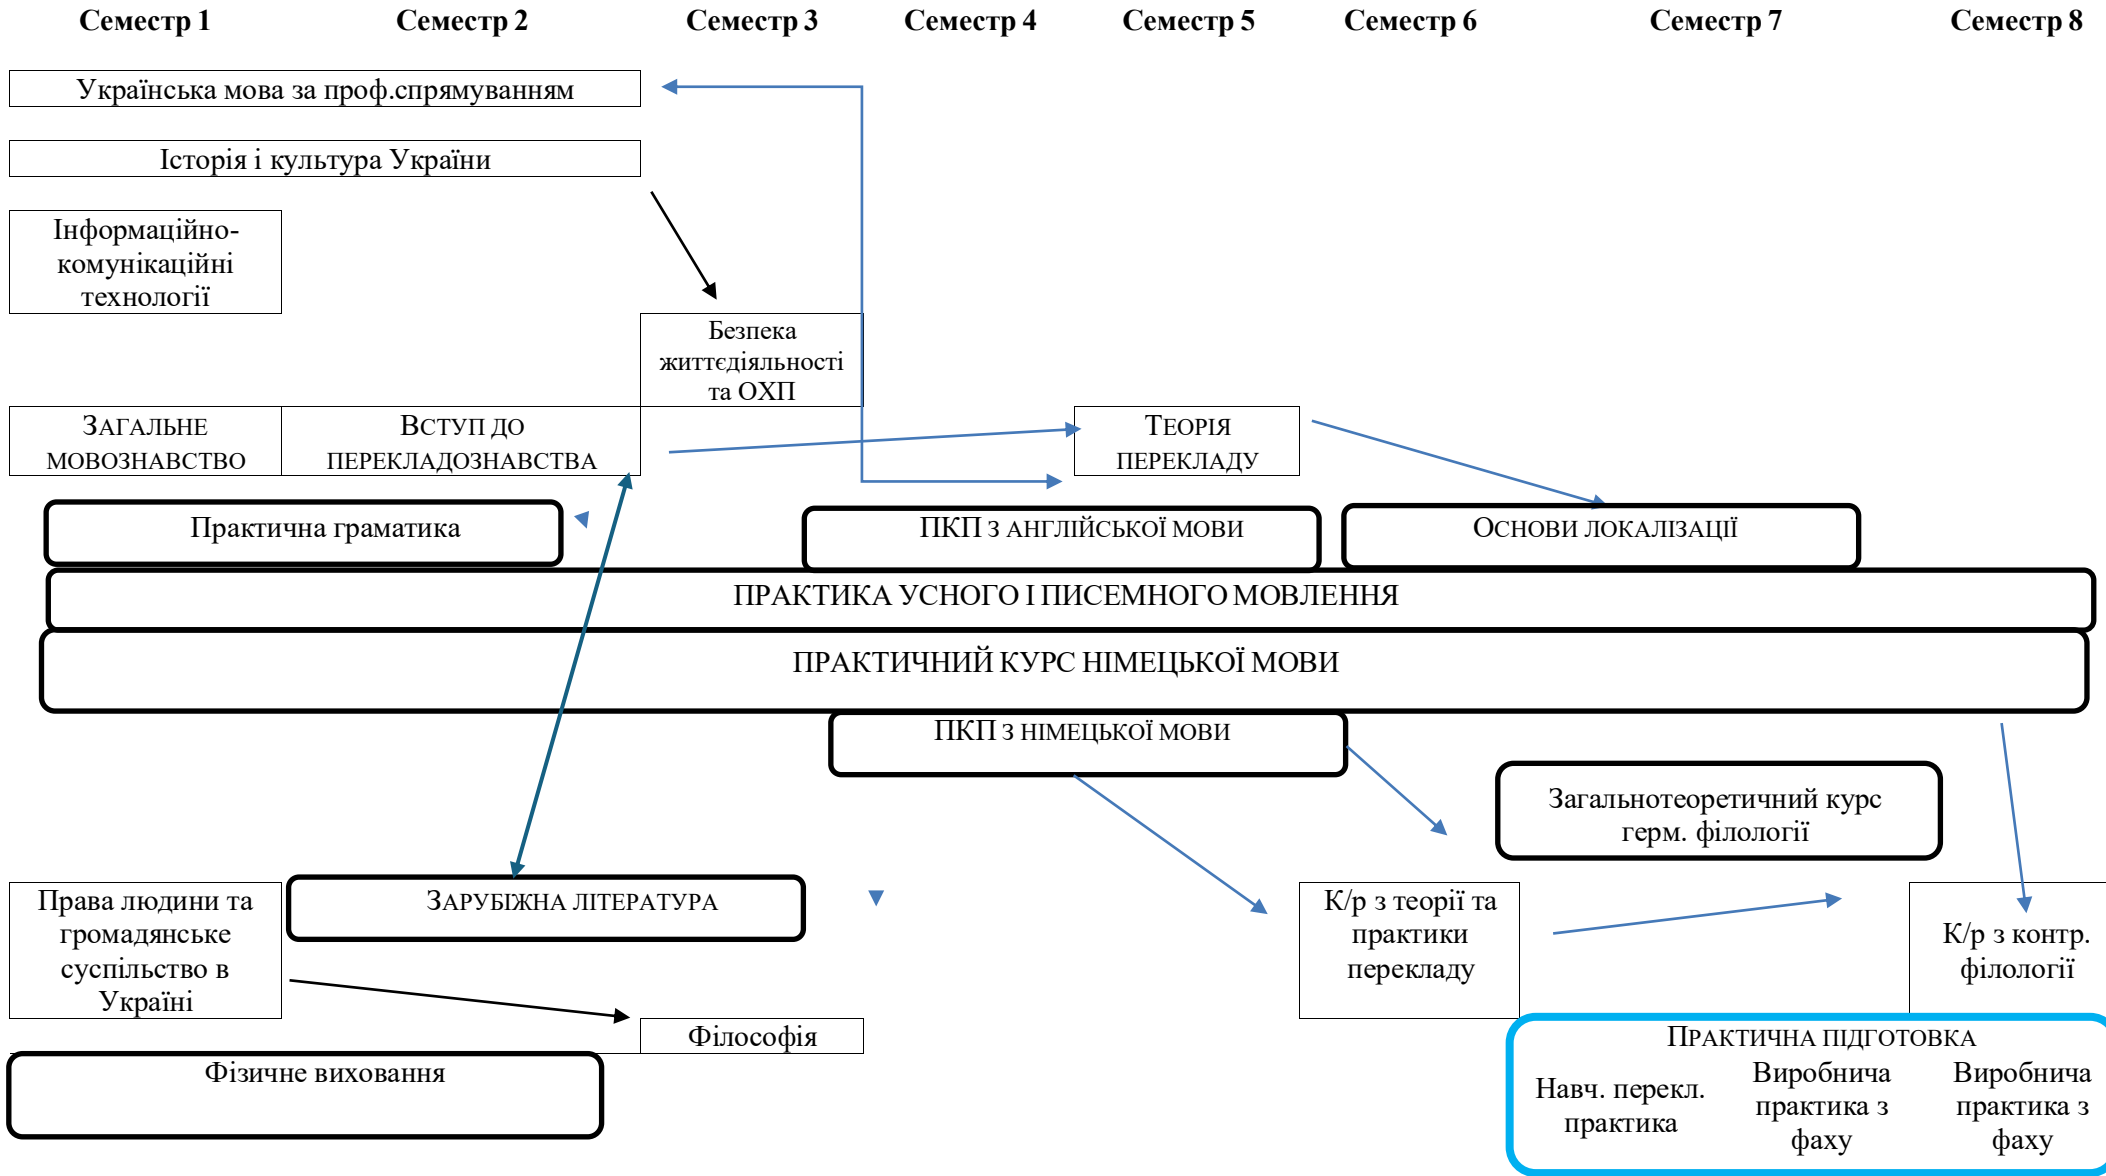 Семестр 1 Семестр 2 Семестр 3 Семестр 4 Семестр 5 Семестр 6 Семестр 7 Семестр 8
Українська мова за проф.спрямуванням
Історія і культура України
Інформаційно-
комунікаційні
технології
Безпека
життєдіяльності
та ОХП
ЗАГАЛЬНЕ
МОВОЗНАВСТВО
ВСТУП ДО
ПЕРЕКЛАДОЗНАВСТВА
ТЕОРІЯ
ПЕРЕКЛАДУ
Практична граматика
ПКП З АНГЛІЙСЬКОЇ МОВИ
ОСНОВИ ЛОКАЛІЗАЦІЇ
ПРАКТИКА УСНОГО І ПИСЕМНОГО МОВЛЕННЯ
ПРАКТИЧНИЙ КУРС НІМЕЦЬКОЇ МОВИ
ПКП З НІМЕЦЬКОЇ МОВИ
Загальнотеоретичний курс
герм. філології
Права людини та
громадянське
суспільство в
Україні
ЗАРУБІЖНА ЛІТЕРАТУРА
К/р з теорії та
практики
перекладу
К/р з контр.
філології
Філософія
Фізичне виховання
ПРАКТИЧНА ПІДГОТОВКА
Навч. перекл.
практика
Виробнича
практика з
фаху
Виробнича
практика з
фаху